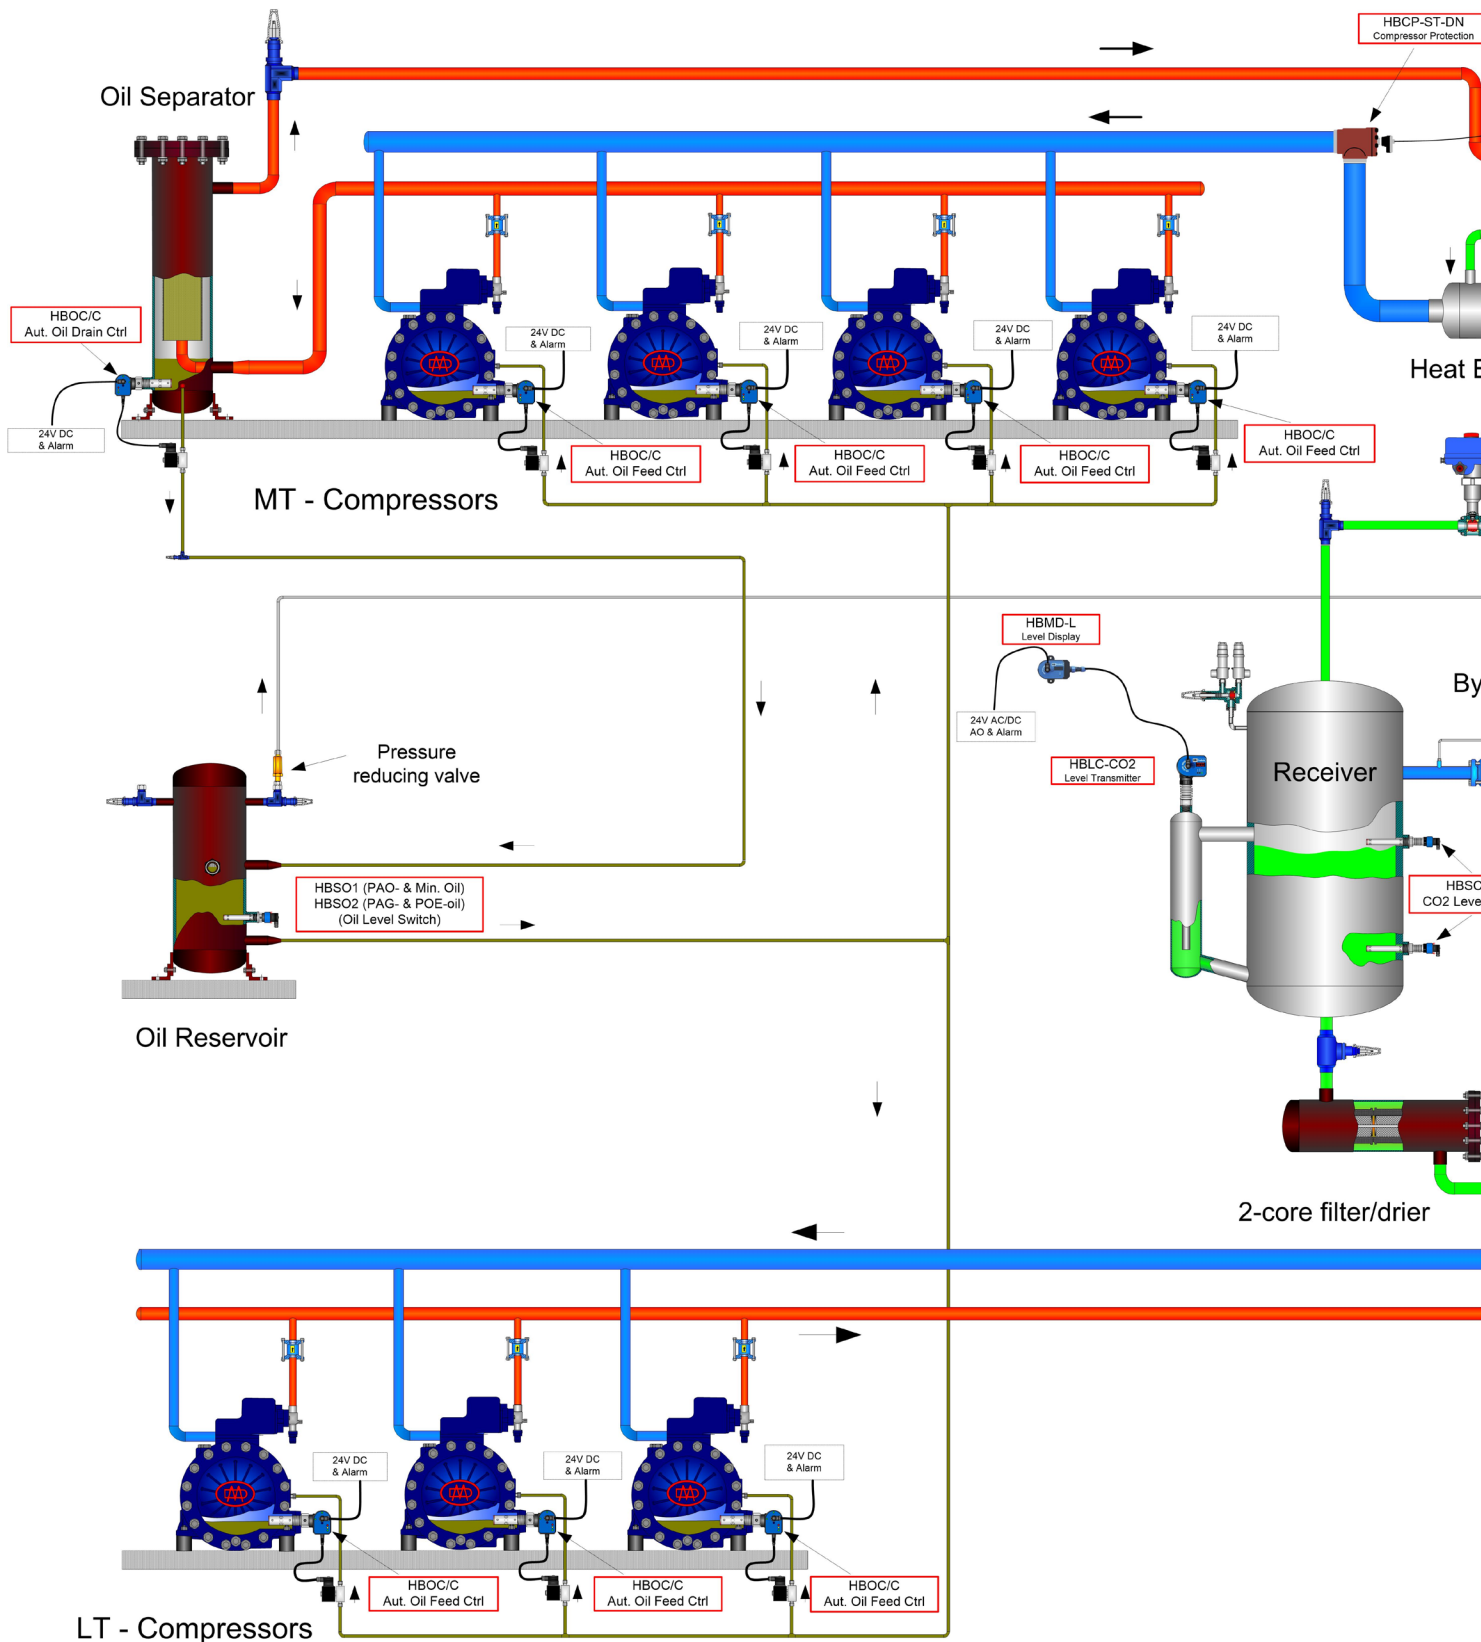 HBCP-ST-DN
Compressor Protection
Oil Separator
HBOC/C
Aut. Oil Drain Ctrl
24V DC
& Alarm
24V DC
& Alarm
24V DC
& Alarm
24V DC
& Alarm
24V DC
& Alarm
Heat E
HBOC/C
Aut. Oil Feed Ctrl
HBOC/C
Aut. Oil Feed Ctrl
HBOC/C
Aut. Oil Feed Ctrl
HBOC/C
Aut. Oil Feed Ctrl
MT - Compressors
HBMD-L
Level Display
24V AC/DC
AO & Alarm
By
Pressure
reducing valve
HBLC-CO2
Level Transmitter
Receiver
HBSO1 (PAO- & Min. Oil)
HBSO2 (PAG- & POE-oil)
(Oil Level Switch)
HBSC
CO2 Leve
Oil Reservoir
2-core filter/drier
24V DC
& Alarm
24V DC
& Alarm
24V DC
& Alarm
HBOC/C
Aut. Oil Feed Ctrl
HBOC/C
Aut. Oil Feed Ctrl
HBOC/C
Aut. Oil Feed Ctrl
LT - Compressors